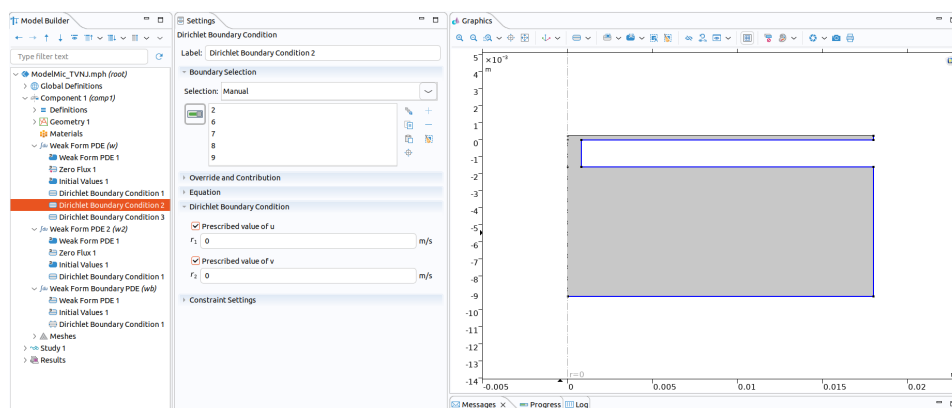 Model Builder
Type filter text
ModelMic_TVNJ.mph (root)
Global Definitions
Component 1 (comp1)
Definitions
Geometry 1
Materials
Weak Form PDE (w)
Weak Form PDE 1
Zero Flux 1
Initial Values 1
Dirichlet Boundary Condition 1
Dirichlet Boundary Condition 2
Dirichlet Boundary Condition 3
Weak Form PDE 2 (w2)
Weak Form PDE 1
Zero Flux 1
Initial Values 1
Dirichlet Boundary Condition 1
Weak Form Boundary PDE (wb)
Weak Form PDE 1
Initial Values 1
Dirichlet Boundary Condition 1
Meshes
Study 1
Results
Settings
Dirichlet Boundary Condition
Label: Dirichlet Boundary Condition 2
Boundary Selection
Selection: Manual
2
6
7
8
9
Override and Contribution
Equation
Dirichlet Boundary Condition
Prescribed value of u
r₁ 0 m/s
Prescribed value of v
r₂ 0 m/s
Constraint Settings
Graphics
×10⁻³
m
5
4
3
2
1
0
-1
-2
-3
-4
-5
-6
-7
-8
-9
-10
-11
-12
-13
-14
r=0
-0.005 0 0.005 0.01 0.015 0.02
Messages × Progress Log